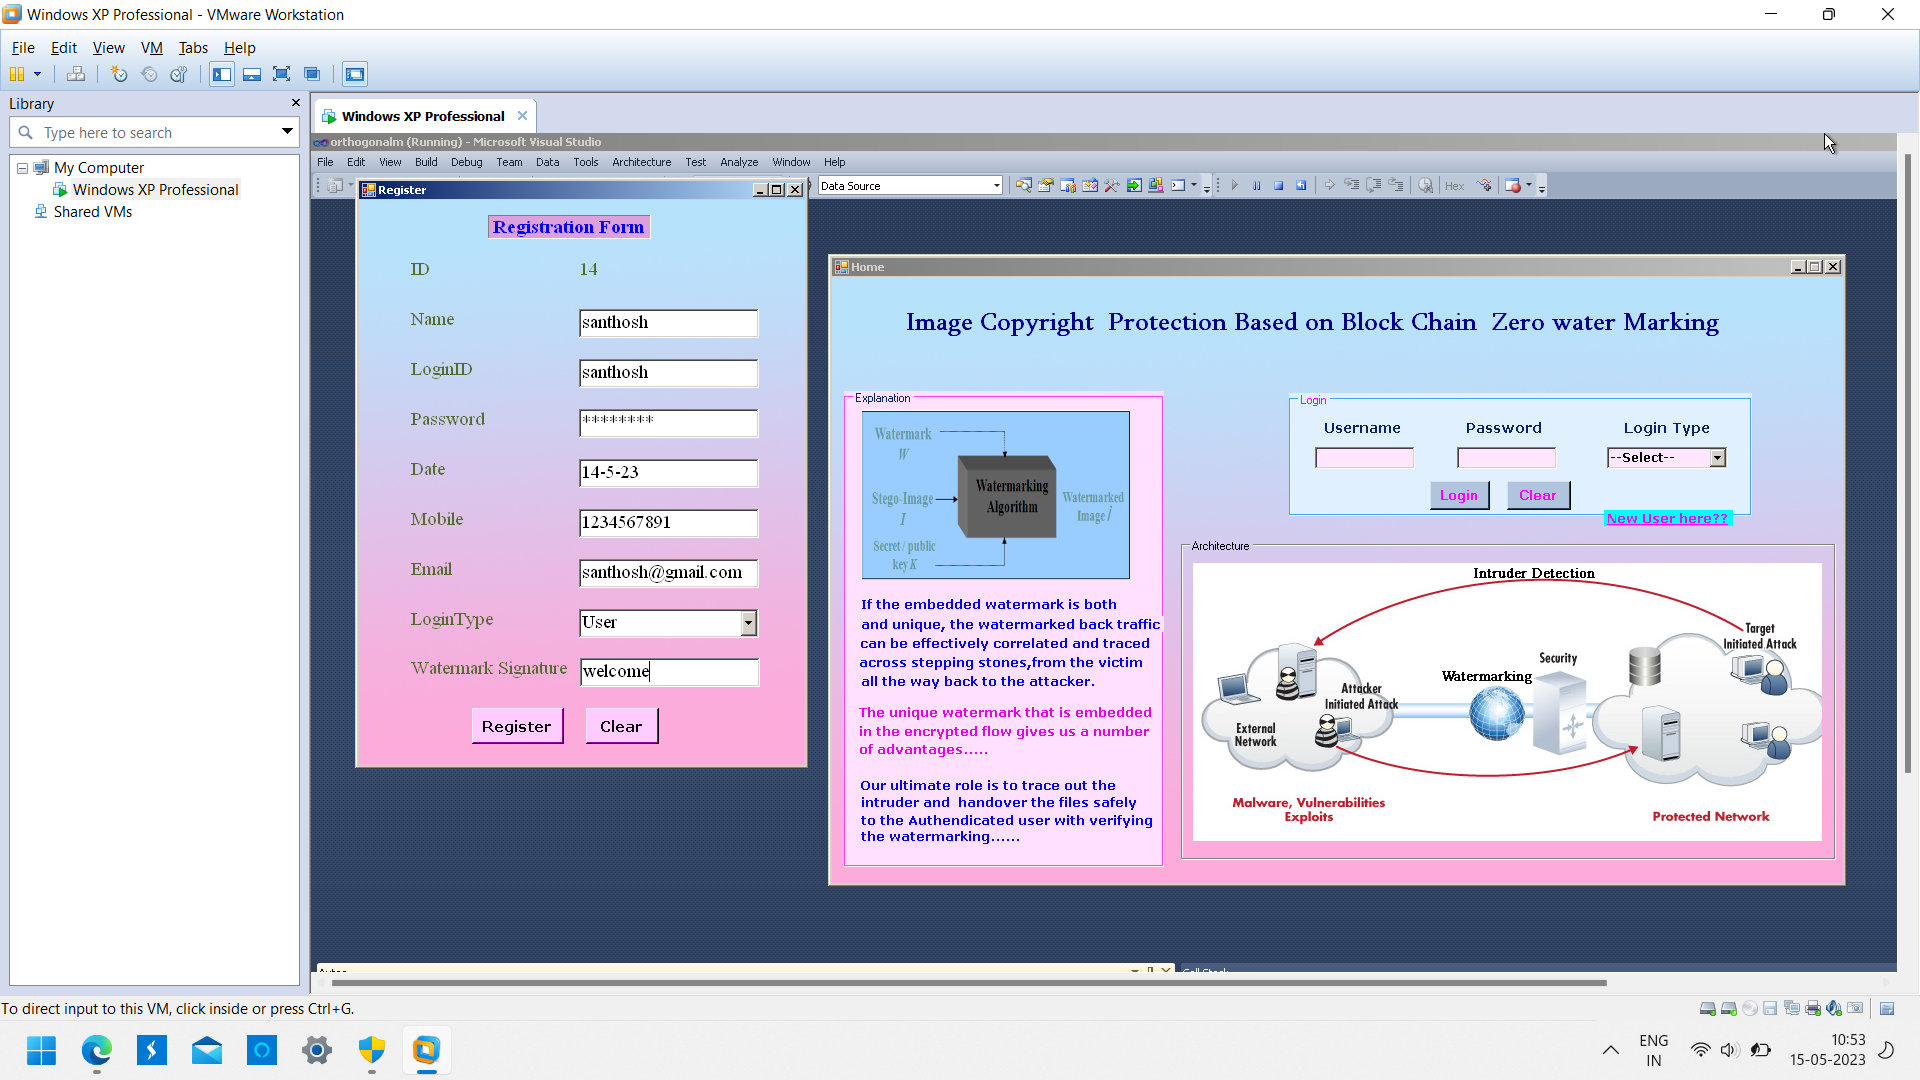 Windows XP Professional - VMware Workstation
File Edit View VM Tabs Help
Library
Type here to search
My Computer
Windows XP Professional
Shared VMs
Windows XP Professional
orthogonalm (Running) - Microsoft Visual Studio
File Edit View Build Debug Team Data Tools Architecture Test Analyze Window Help
Data Source
Hex
Register
Registration Form
ID 14
Name santhosh
LoginID santhosh
Password ********
Date 14-5-23
Mobile 1234567891
Email santhosh@gmail.com
LoginType User
Watermark Signature welcome
Register Clear
Home
Image Copyright Protection Based on Block Chain Zero water Marking
Explanation
Watermark
W
Stego-Image
I
Secret / public
key K
Watermarking
Algorithm
Watermarked
Image i
If the embedded watermark is both
and unique, the watermarked back traffic
can be effectively correlated and traced
across stepping stones,from the victim
all the way back to the attacker.
The unique watermark that is embedded
in the encrypted flow gives us a number
of advantages.....
Our ultimate role is to trace out the
intruder and handover the files safely
to the Authendicated user with verifying
the watermarking......
Login
Username Password Login Type
--Select--
Login Clear
New User here??
Architecture
Intruder Detection
Target
Initiated Attack
Security
Watermarking
Attacker
Initiated Attack
External
Network
Malware, Vulnerabilities
Exploits
Protected Network
To direct input to this VM, click inside or press Ctrl+G.
ENG
IN
10:53
15-05-2023